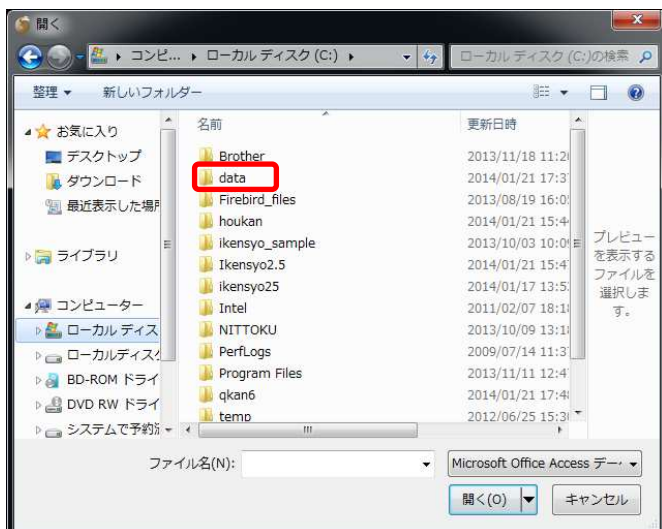 開く
コンピ... ▸ ローカル ディスク (C:) ▸
ローカル ディスク (C:)の検索
整理 ▼ 新しいフォルダー
お気に入り
デスクトップ
ダウンロード
最近表示した場所
ライブラリ
コンピューター
ローカル ディス
ローカルディスク
BD-ROM ドライ
DVD RW ドライ
システムで予約済
名前 更新日時
Brother 2013/11/18 11:20
data 2014/01/21 17:3
Firebird_files 2013/08/19 16:0
houkan 2014/01/21 15:4
ikensyo_sample 2013/10/03 10:0
Ikensyo2.5 2014/01/21 15:4
ikensyo25 2014/01/17 13:5
Intel 2011/02/07 18:1
NITTOKU 2013/10/09 13:1
PerfLogs 2009/07/14 11:3
Program Files 2013/11/11 12:4
qkan6 2014/01/21 17:4
temp 2012/06/25 15:3
プレビュー
を表示する
ファイルを
選択しま
す。
ファイル名(N):
Microsoft Office Access デー
開く(O) キャンセル